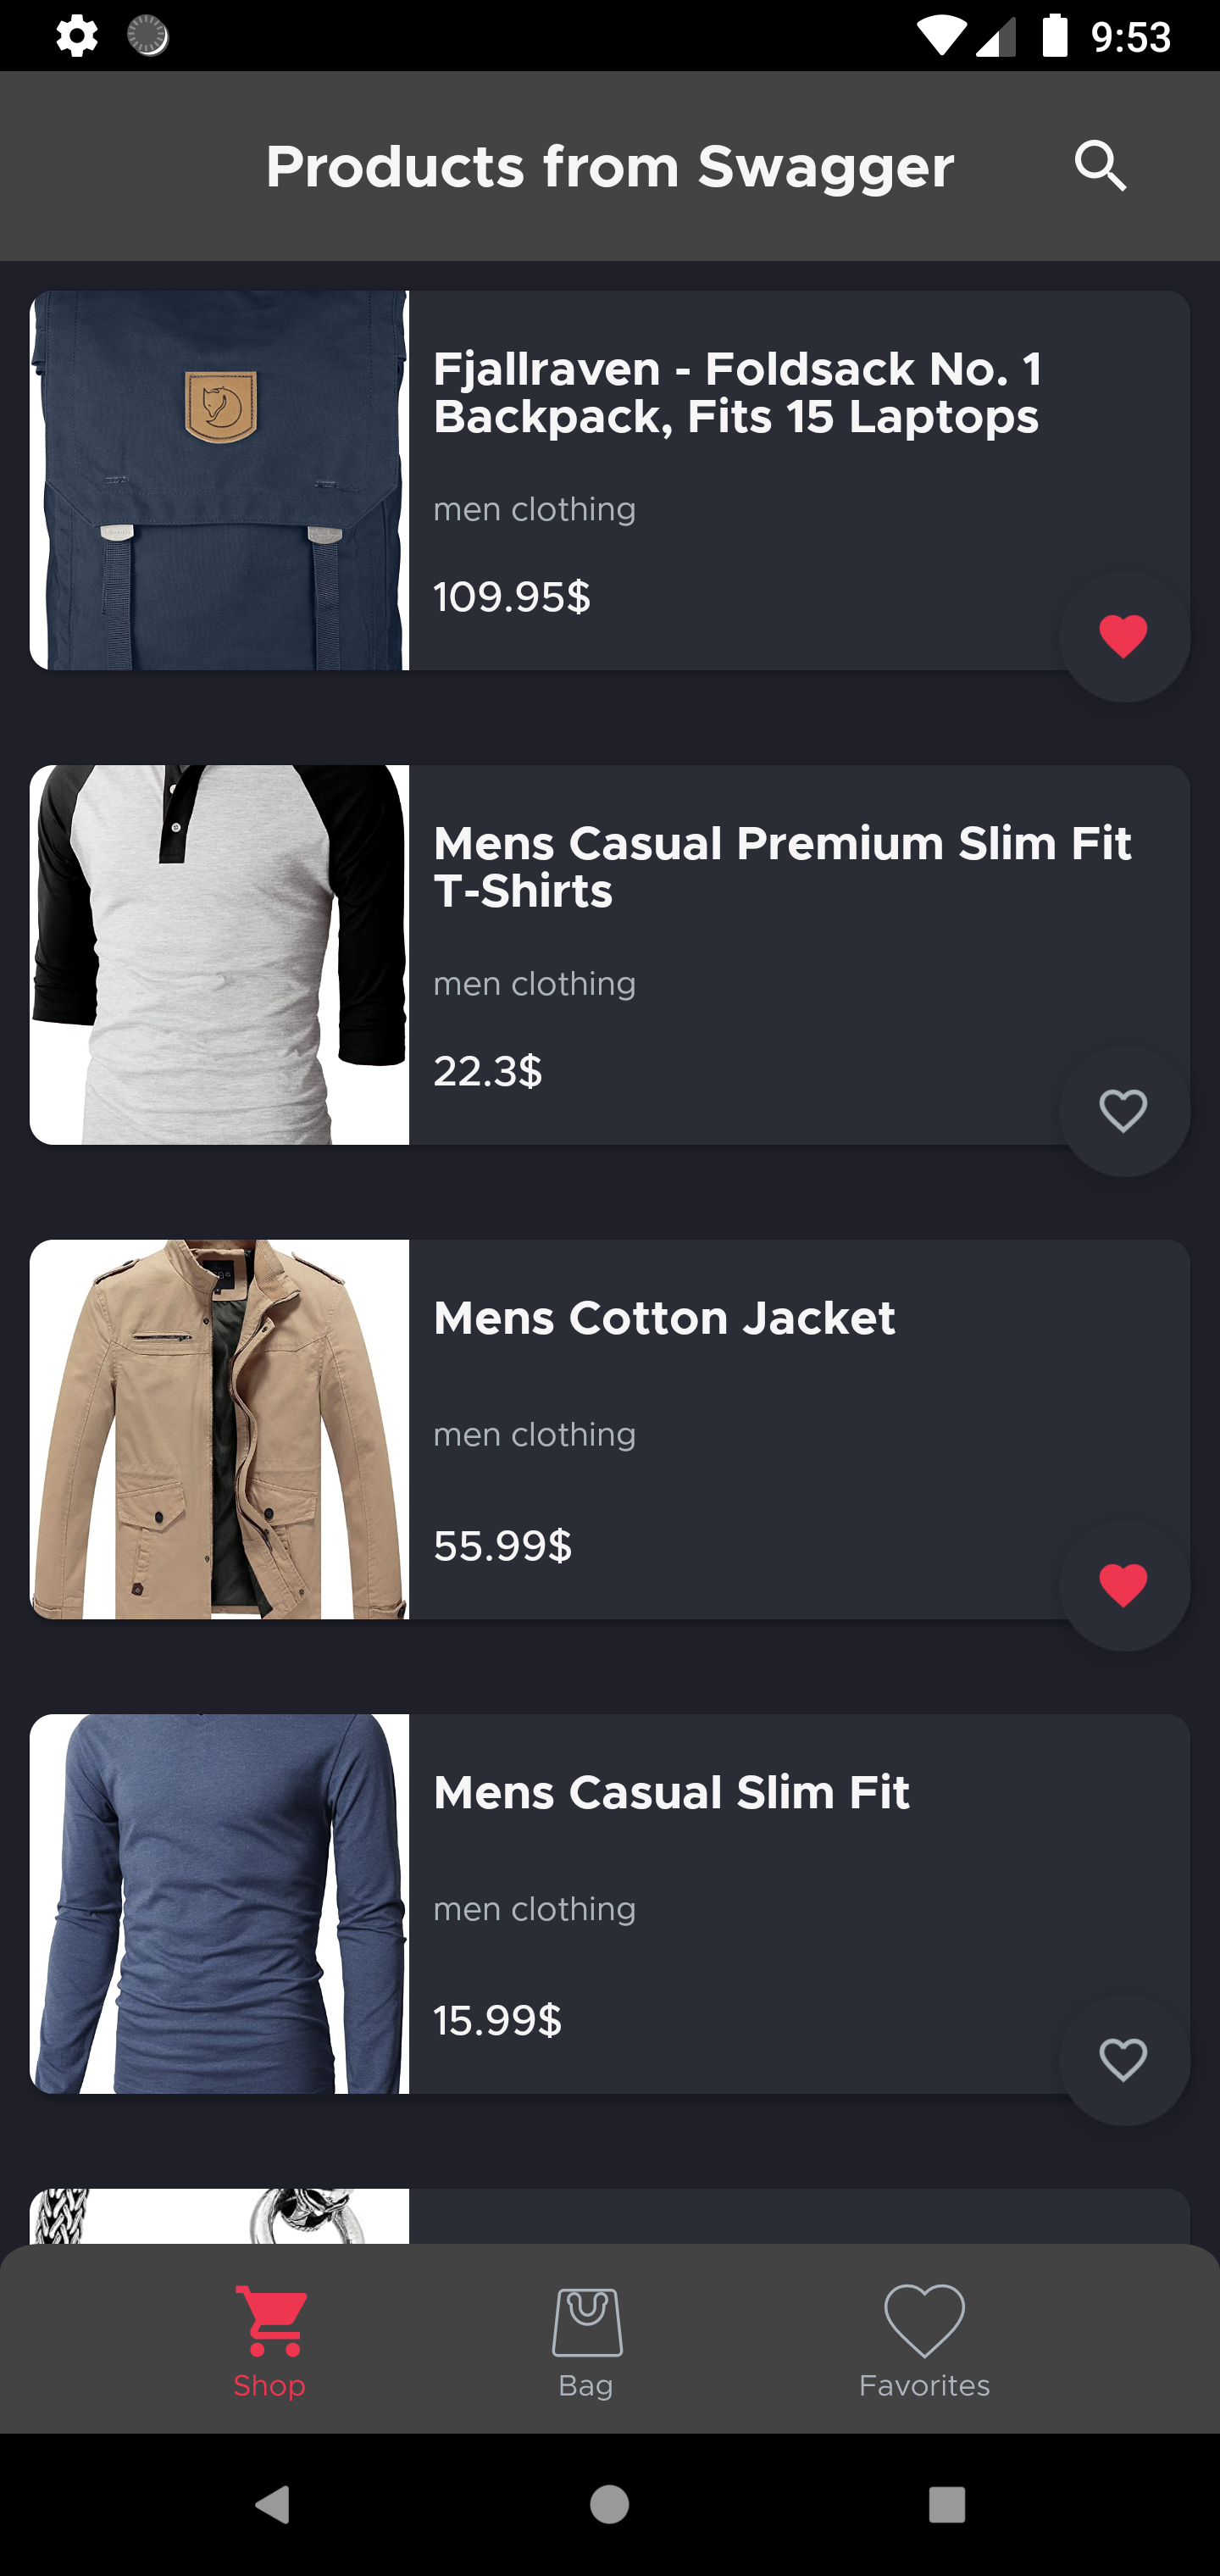 9:53
Products from Swagger
Fjallraven - Foldsack No. 1
Backpack, Fits 15 Laptops
men clothing
109.95$
Mens Casual Premium Slim Fit
T-Shirts
men clothing
22.3$
Mens Cotton Jacket
men clothing
55.99$
Mens Casual Slim Fit
men clothing
15.99$
Shop
Bag
Favorites